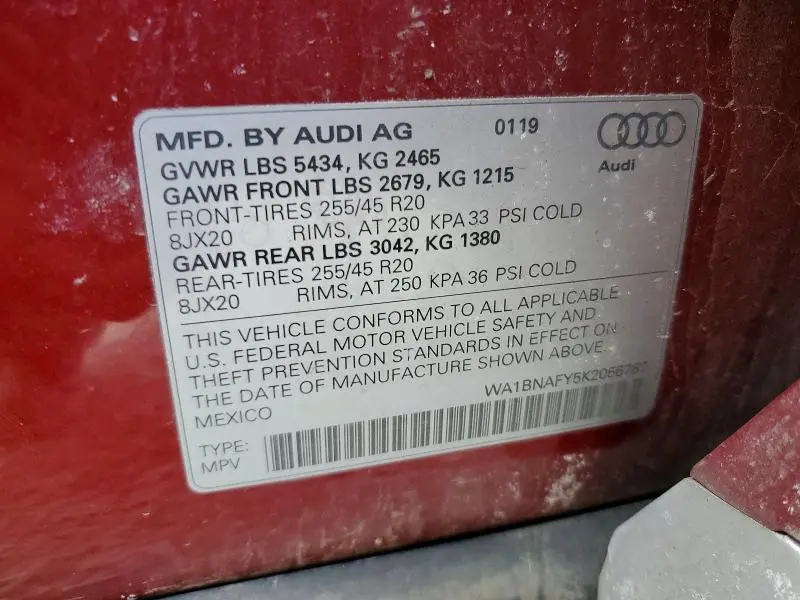 MFD. BY AUDI AG 0119
Audi
GVWR LBS 5434, KG 2465
GAWR FRONT LBS 2679, KG 1215
FRONT-TIRES 255/45 R20
8JX20 RIMS, AT 230 KPA 33 PSI COLD
GAWR REAR LBS 3042, KG 1380
REAR-TIRES 255/45 R20
8JX20 RIMS, AT 250 KPA 36 PSI COLD
THIS VEHICLE CONFORMS TO ALL APPLICABLE
U.S. FEDERAL MOTOR VEHICLE SAFETY AND
THEFT PREVENTION STANDARDS IN EFFECT ON
THE DATE OF MANUFACTURE SHOWN ABOVE.
MEXICO
TYPE:
MPV